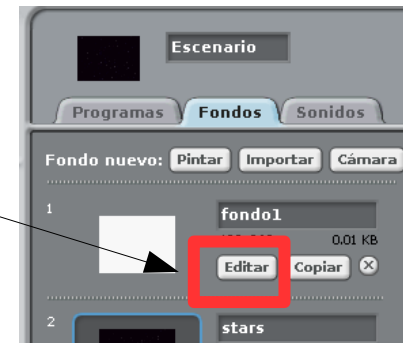 Escenario
Programas Fondos Sonidos
Fondo nuevo: Pintar Importar Cámara
1
fondo1
0.01 KB
Editar Copiar
2
stars